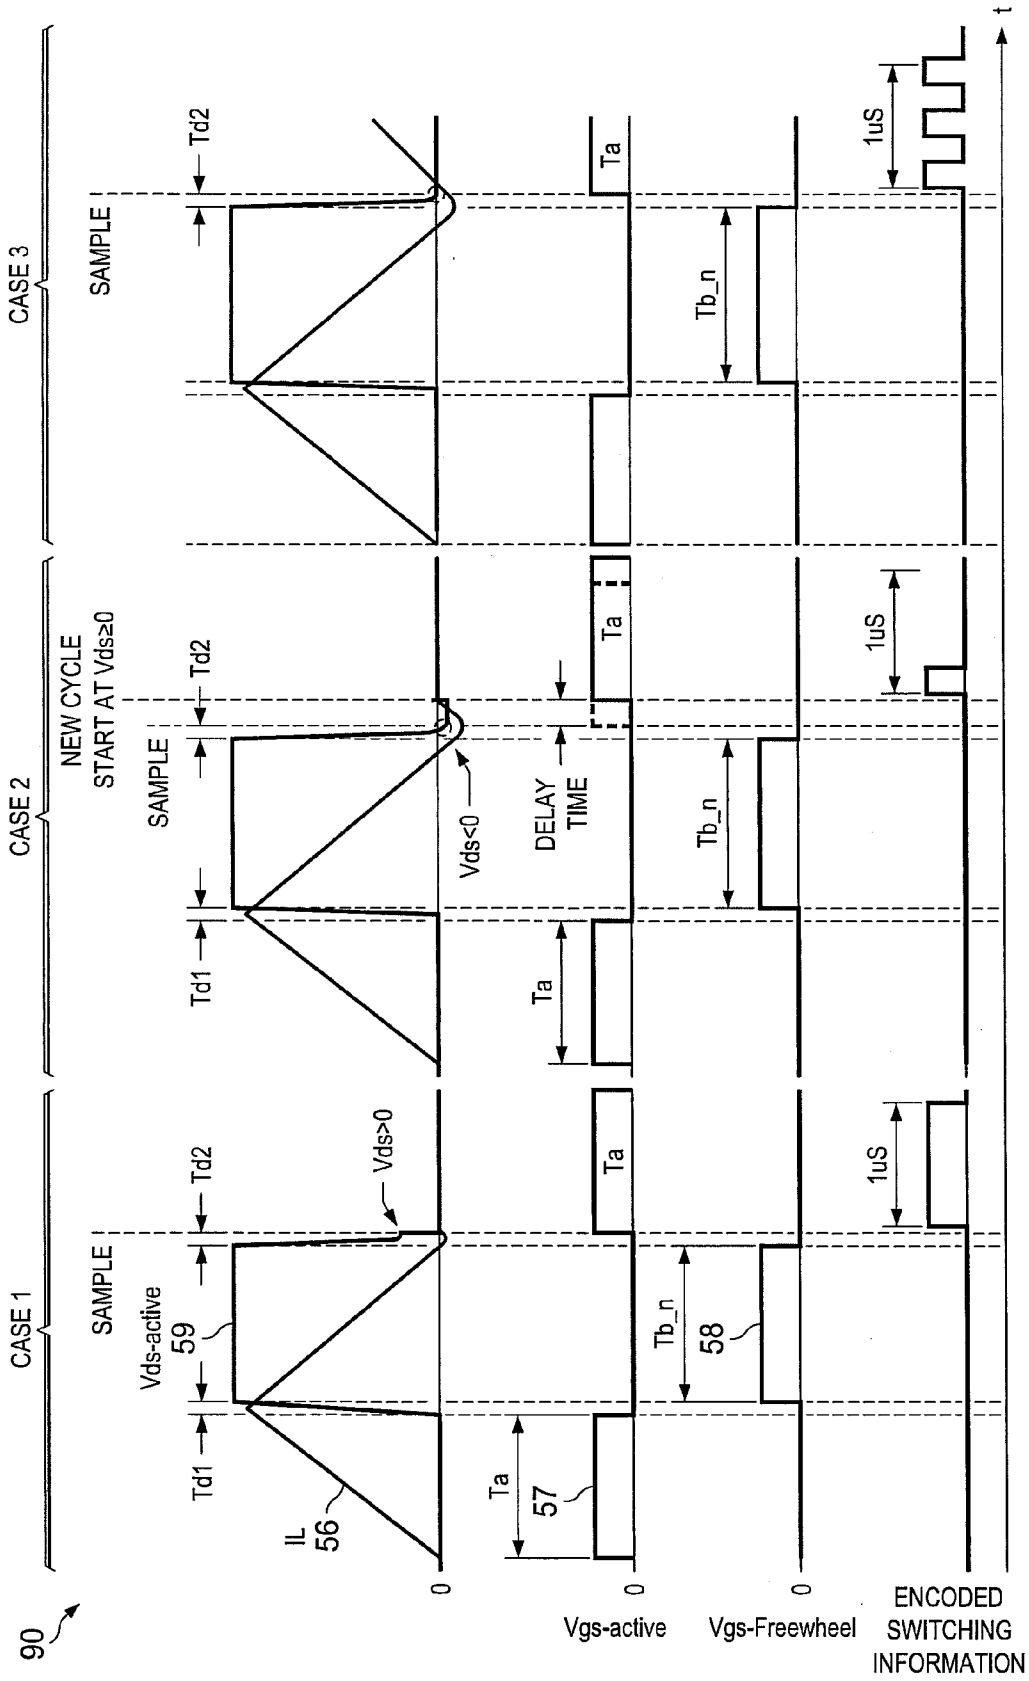 90
CASE 1
CASE 2
CASE 3
NEW CYCLE
START AT Vds≥0
SAMPLE
SAMPLE
SAMPLE
Vds-active
59
Td1
Td2
Td1
Td2
Td2
IL
56
Vds>0
Vds<0
0
Ta
57
Ta
Ta
DELAY
TIME
Ta
Ta
Vgs-active
0
Tb_n
58
Tb_n
Tb_n
Vgs-Freewheel
0
1uS
1uS
1uS
ENCODED
SWITCHING
INFORMATION
t